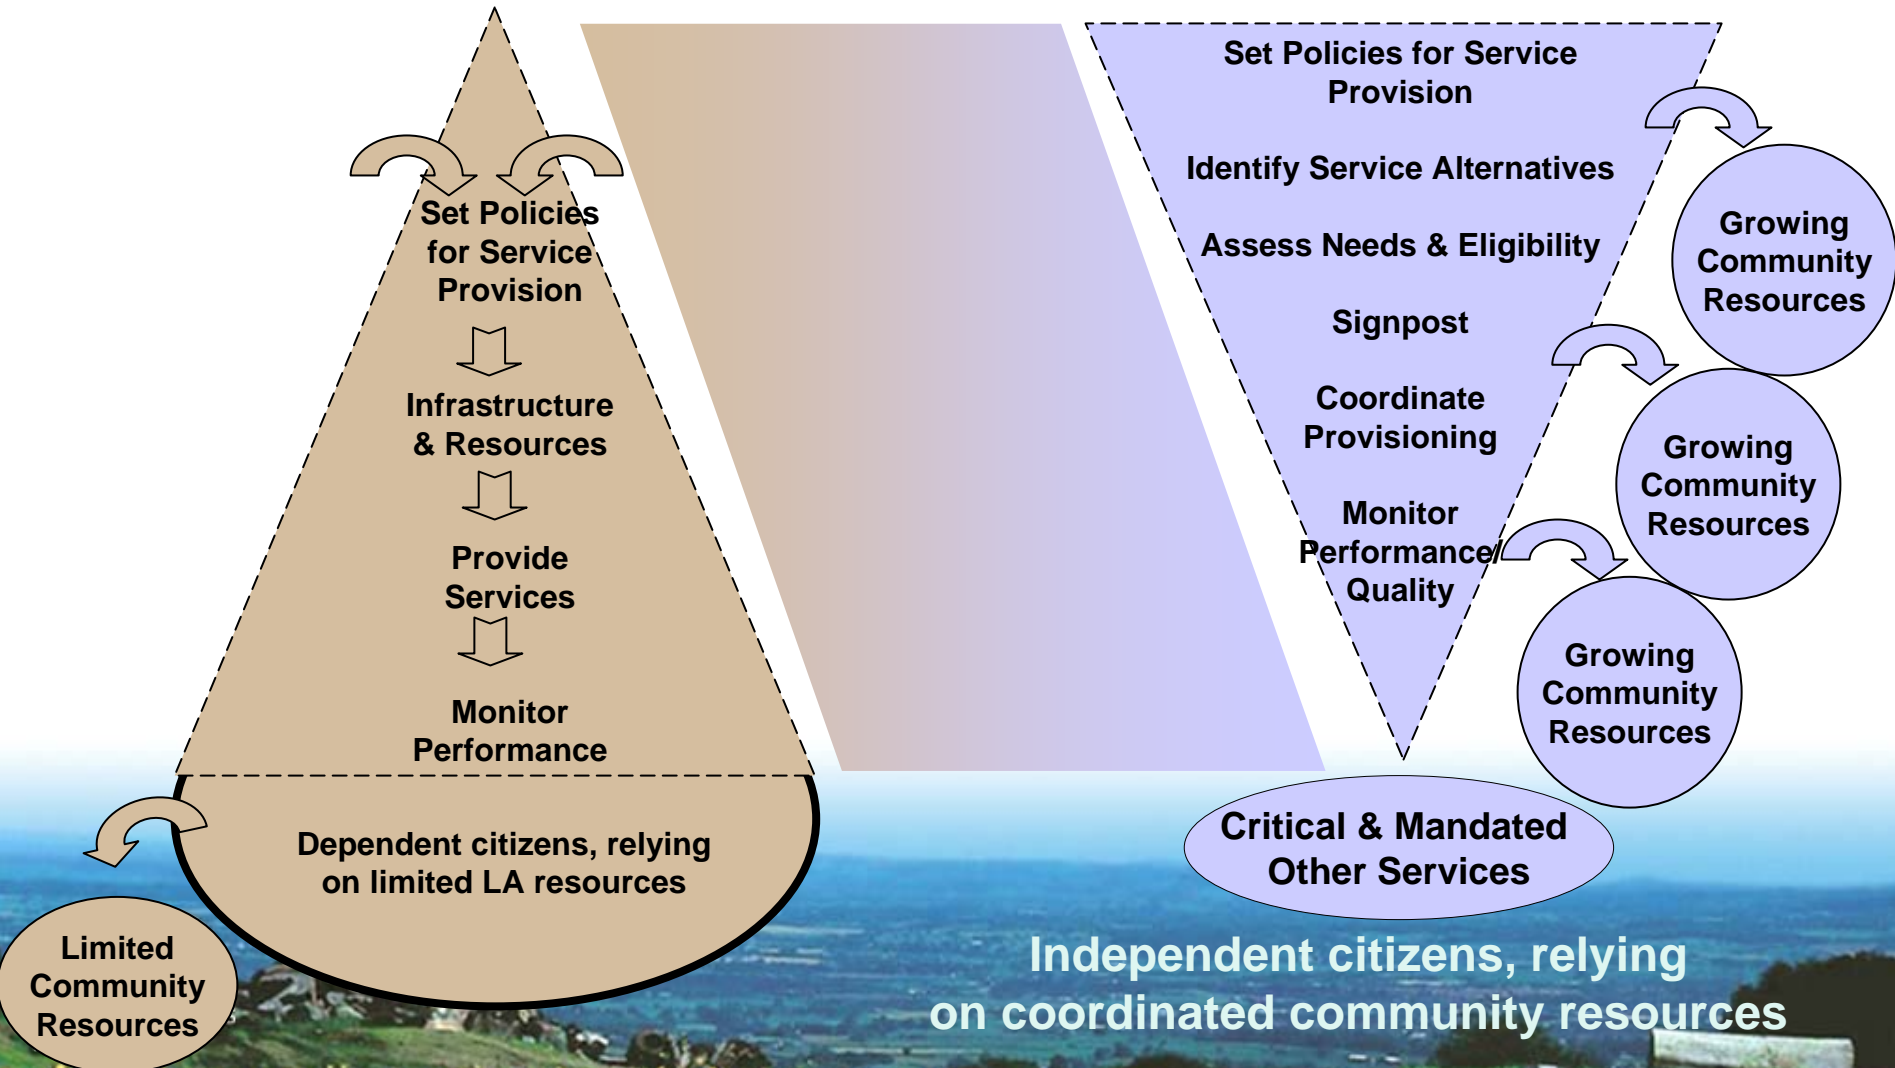 Set Policies
for Service
Provision
Infrastructure
& Resources
Provide
Services
Monitor
Performance
Dependent citizens, relying
on limited LA resources
Limited
Community
Resources
Set Policies for Service
Provision
Identify Service Alternatives
Assess Needs & Eligibility
Signpost
Coordinate
Provisioning
Monitor
Performance/
Quality
Growing
Community
Resources
Growing
Community
Resources
Growing
Community
Resources
Critical & Mandated
Other Services
Independent citizens, relying
on coordinated community resources